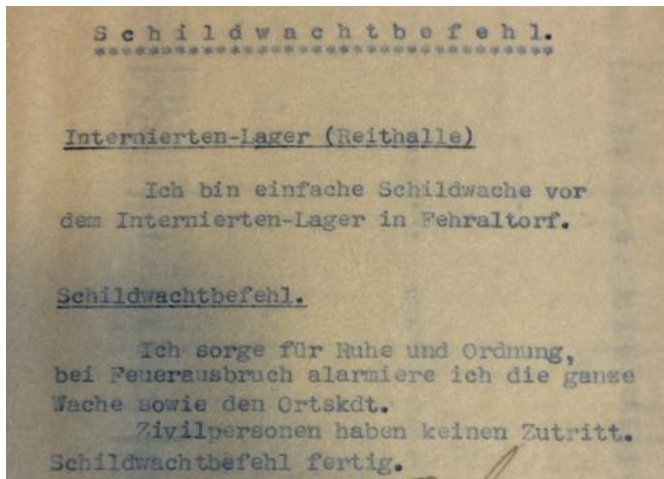 Schildwachtbefehl.
Internierten-Lager (Reithalle)
Ich bin einfache Schildwache vor
dem Internierten-Lager in Fehraltorf.
Schildwachtbefehl.
Ich sorge für Ruhe und Ordnung,
bei Feuerausbruch alarmiere ich die ganze
Wache sowie den Ortskdt.
Zivilpersonen haben keinen Zutritt.
Schildwachtbefehl fertig.